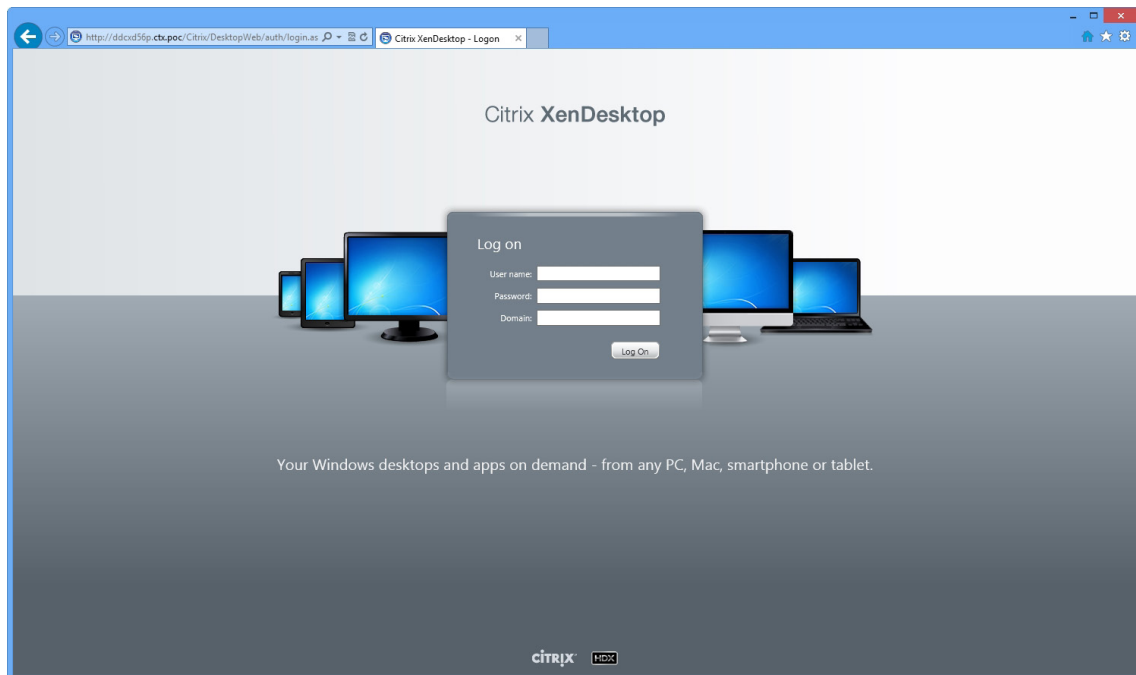 http://ddcxd56p.ctx.poc/Citrix/DesktopWeb/auth/login.as
Citrix XenDesktop - Logon
Citrix XenDesktop
Log on
User name:
Password:
Domain:
Log On
Your Windows desktops and apps on demand - from any PC, Mac, smartphone or tablet.
CITRIX
HDX